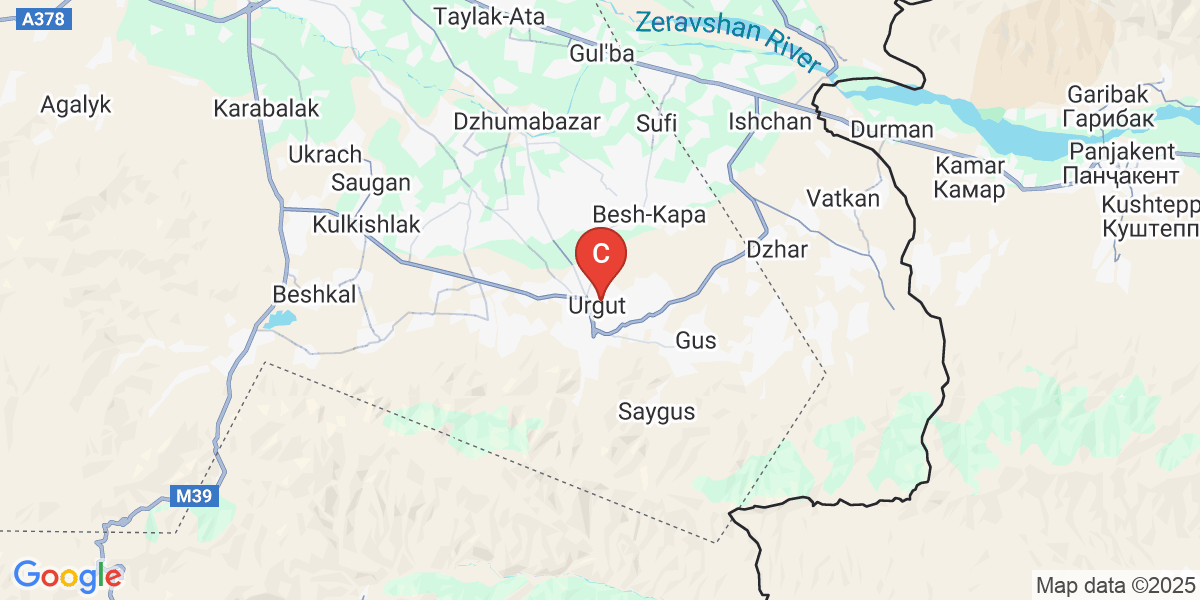 A378
Taylak-Ata
Zeravshan River
Gul'ba
Agalyk
Karabalak
Dzhumabazar
Sufi
Ishchan
Durman
Garibak
Гарибак
Ukrach
Saugan
Kamar
Камар
Panjakent
Панҷакент
Vatkan
Kulkishlak
Besh-Kapa
Kushtepp
Куштепп
Dzhar
C
Beshkal
Urgut
Gus
Saygus
M39
Google
Map data ©2025